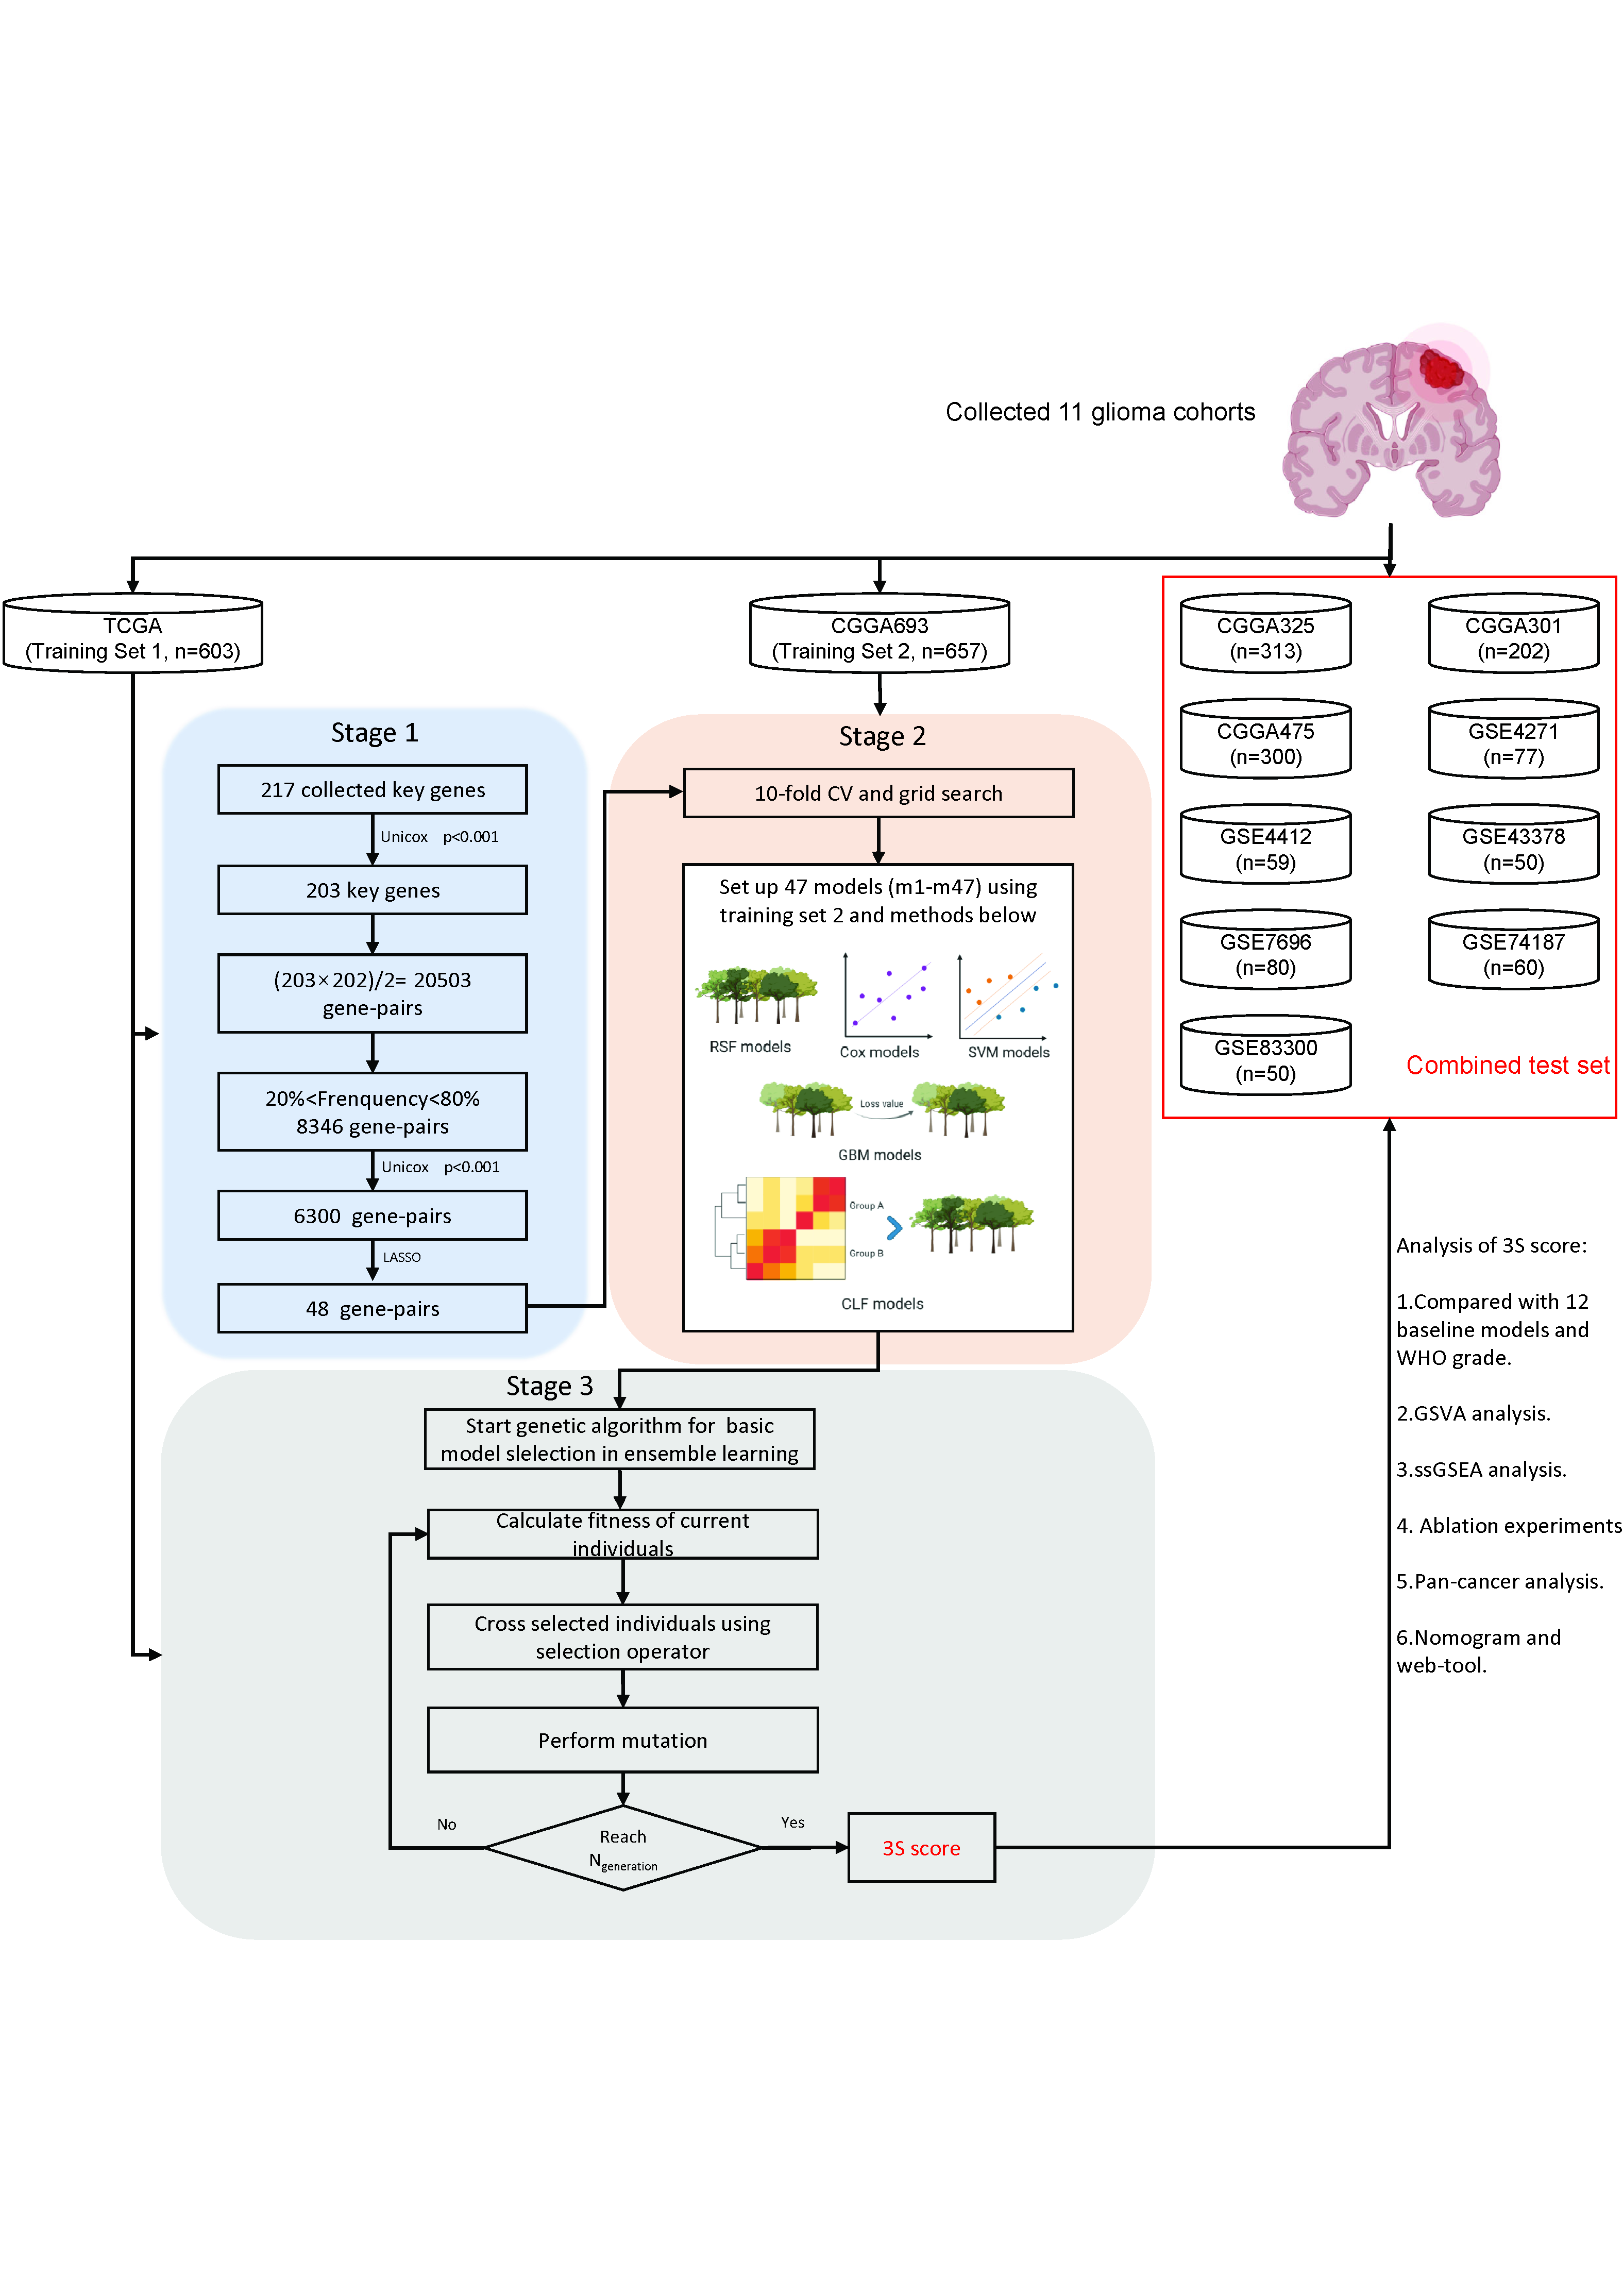 Collected 11 glioma cohorts
TCGA
(Training Set 1, n=603)
CGGA693
(Training Set 2, n=657)
CGGA325
(n=313)
CGGA301
(n=202)
CGGA475
(n=300)
GSE4271
(n=77)
GSE4412
(n=59)
GSE43378
(n=50)
GSE7696
(n=80)
GSE74187
(n=60)
GSE83300
(n=50)
Combined test set
Stage 1
217 collected key genes
Unicox p<0.001
203 key genes
(203×202)/2= 20503
gene-pairs
20%<Frenquency<80%
8346 gene-pairs
Unicox p<0.001
6300 gene-pairs
LASSO
48 gene-pairs
Stage 2
10-fold CV and grid search
Set up 47 models (m1-m47) using
training set 2 and methods below
RSF models
Cox models
SVM models
Loss value
GBM models
Group A
Group B
CLF models
Stage 3
Start genetic algorithm for basic
model slelection in ensemble learning
Calculate fitness of current
individuals
Cross selected individuals using
selection operator
Perform mutation
Reach
Ngeneration
No
Yes
3S score
Analysis of 3S score:
1.Compared with 12
baseline models and
WHO grade.
2.GSVA analysis.
3.ssGSEA analysis.
4. Ablation experiments
5.Pan-cancer analysis.
6.Nomogram and
web-tool.